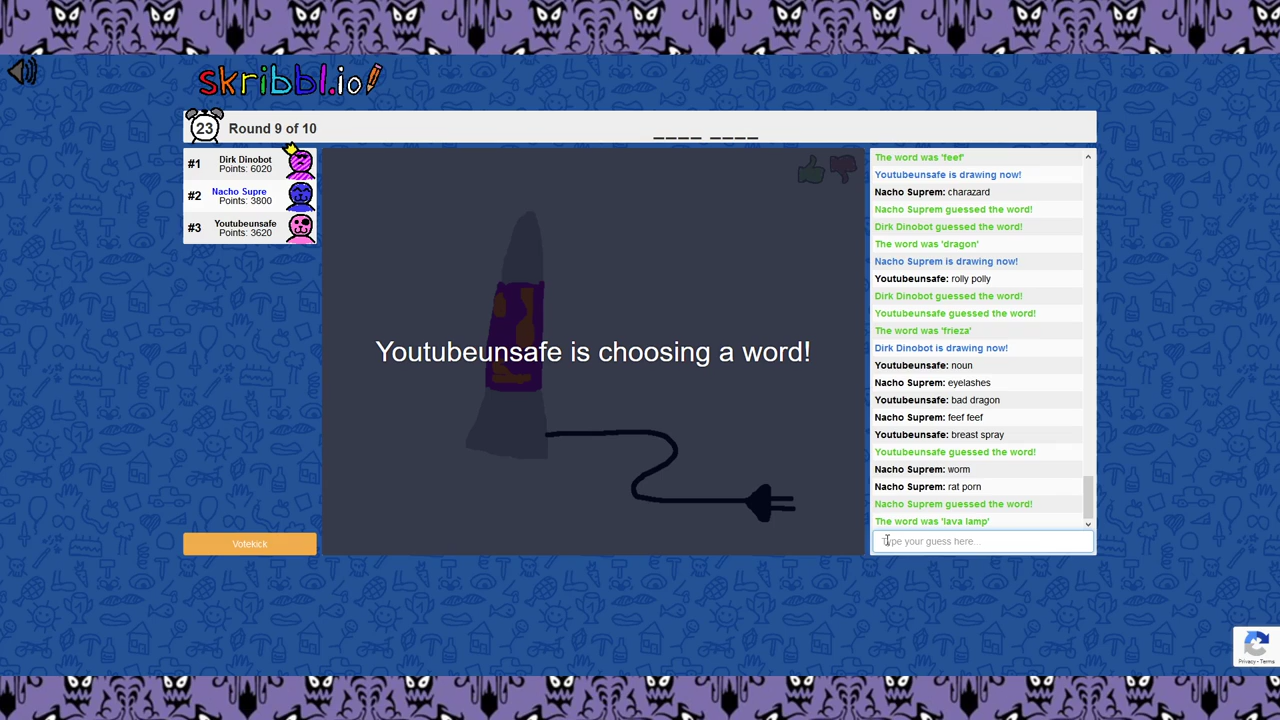 skribbl.io
23
Round 9 of 10
____ ____
#1
Dirk Dinobot
Points: 6020
#2
Nacho Supre
Points: 3800
#3
Youtubeunsafe
Points: 3620
Votekick
Youtubeunsafe is choosing a word!
The word was 'feef'
Youtubeunsafe is drawing now!
Nacho Suprem: charazard
Nacho Suprem guessed the word!
Dirk Dinobot guessed the word!
The word was 'dragon'
Nacho Suprem is drawing now!
Youtubeunsafe: rolly polly
Dirk Dinobot guessed the word!
Youtubeunsafe guessed the word!
The word was 'frieza'
Dirk Dinobot is drawing now!
Youtubeunsafe: noun
Nacho Suprem: eyelashes
Youtubeunsafe: bad dragon
Nacho Suprem: feef feef
Youtubeunsafe: breast spray
Youtubeunsafe guessed the word!
Nacho Suprem: worm
Nacho Suprem: rat porn
Nacho Suprem guessed the word!
The word was 'lava lamp'
Type your guess here...
Privacy - Terms